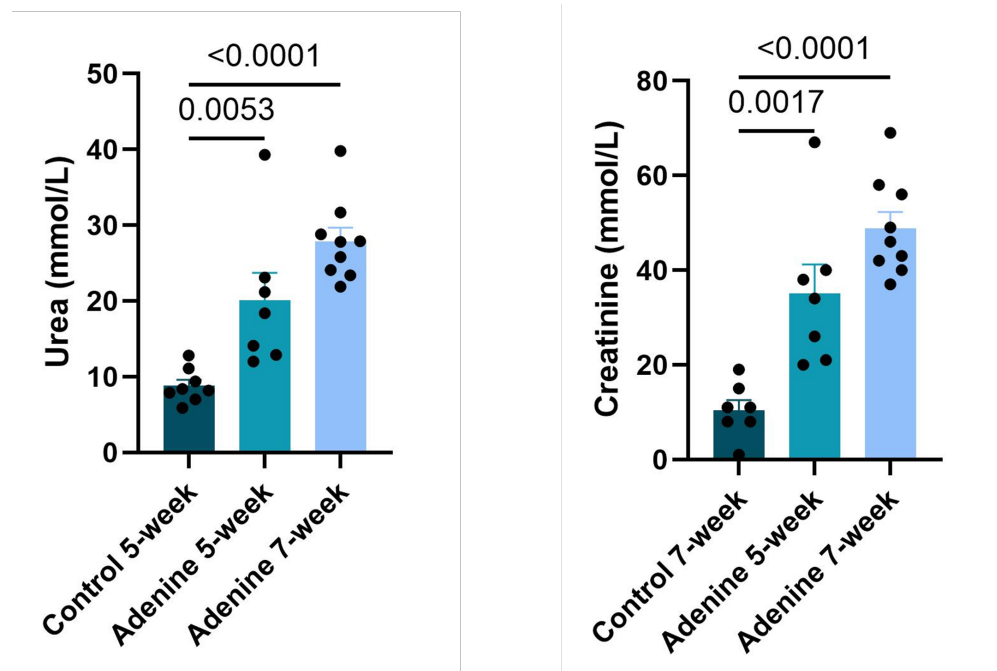 <0.0001
0.0053
Urea (mmol/L)
50
40
30
20
10
0
Control 5-week
Adenine 5-week
Adenine 7-week
<0.0001
0.0017
Creatinine (mmol/L)
80
60
40
20
0
Control 7-week
Adenine 5-week
Adenine 7-week